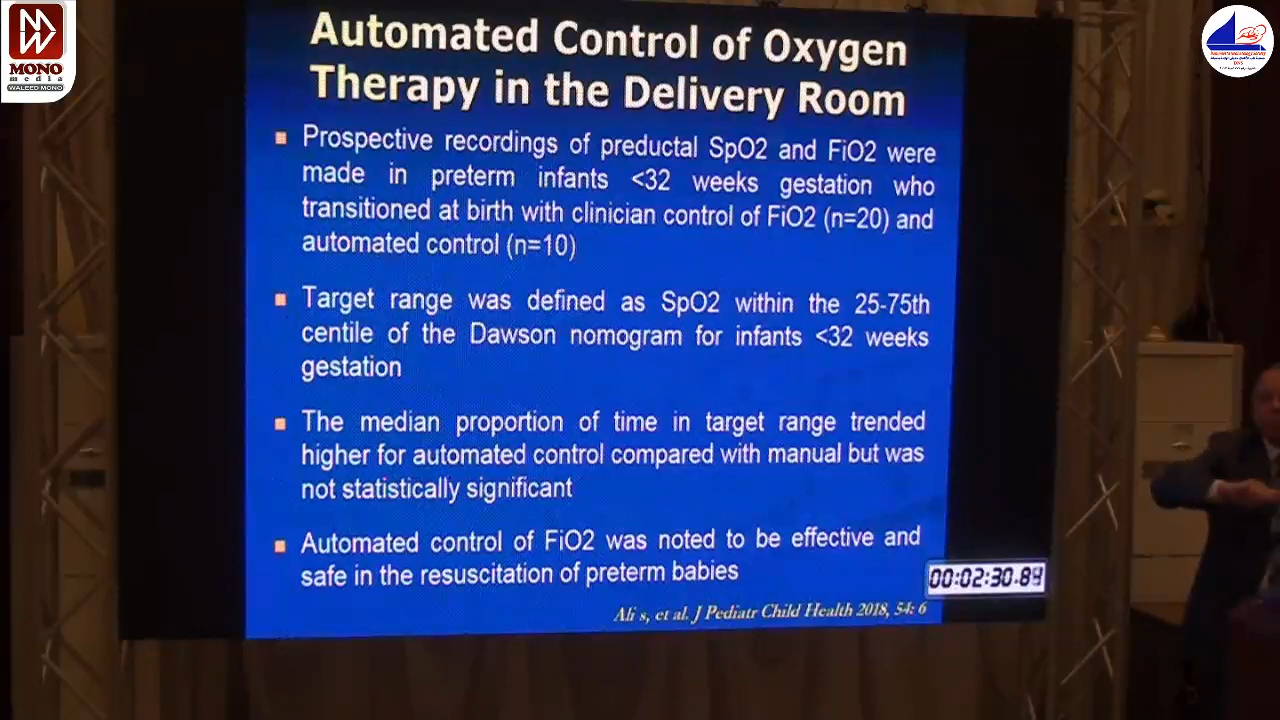 MONO
media
WALEED MONO
DNS
Automated Control of Oxygen
Therapy in the Delivery Room
Prospective recordings of preductal SpO2 and FiO2 were
made in preterm infants <32 weeks gestation who
transitioned at birth with clinician control of FiO2 (n=20) and
automated control (n=10)
Target range was defined as SpO2 within the 25-75th
centile of the Dawson nomogram for infants <32 weeks
gestation
The median proportion of time in target range trended
higher for automated control compared with manual but was
not statistically significant
Automated control of FiO2 was noted to be effective and
safe in the resuscitation of preterm babies
00:02:30.84
Ali s, et al. J Pediatr Child Health 2018, 54: 6